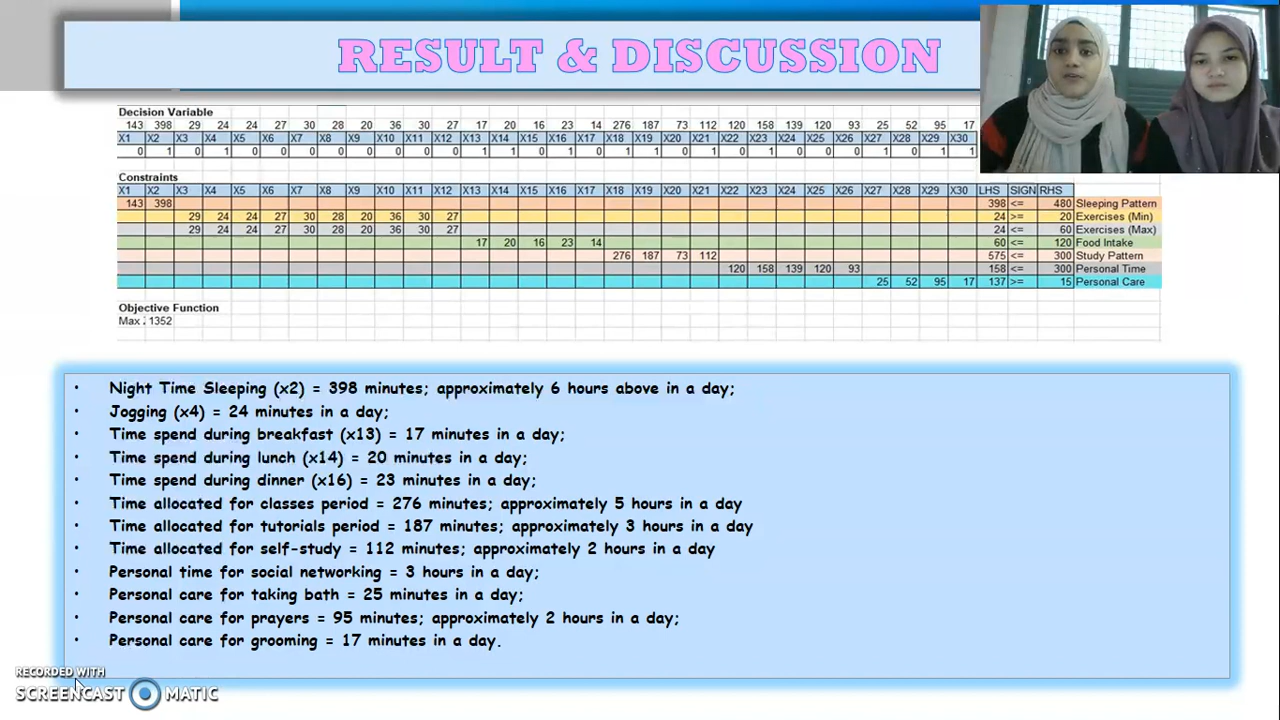 RESULT & DISCUSSION
Decision Variable
143 398 29 24 24 27 30 28 20 36 30 27 17 20 16 23 14 276 187 73 112 120 158 139 120 93 25 52 95 17
X1 X2 X3 X4 X5 X6 X7 X8 X9 X10 X11 X12 X13 X14 X15 X16 X17 X18 X19 X20 X21 X22 X23 X24 X25 X26 X27 X28 X29 X30
0 1 0 1 0 0 0 0 0 0 0 0 1 1 0 1 0 1 1 0 1 0 1 0 0 0 1 0 1 1
Constraints
X1 X2 X3 X4 X5 X6 X7 X8 X9 X10 X11 X12 X13 X14 X15 X16 X17 X18 X19 X20 X21 X22 X23 X24 X25 X26 X27 X28 X29 X30 LHS SIGN RHS
143 398 398 <= 480 Sleeping Pattern
29 24 24 27 30 28 20 36 30 27 24 >= 20 Exercises (Min)
29 24 24 27 30 28 20 36 30 27 24 <= 60 Exercises (Max)
17 20 16 23 14 60 <= 120 Food Intake
276 187 73 112 575 <= 300 Study Pattern
120 158 139 120 93 158 <= 300 Personal Time
25 52 95 17 137 >= 15 Personal Care
Objective Function
Max 1352
• Night Time Sleeping (x2) = 398 minutes; approximately 6 hours above in a day;
• Jogging (x4) = 24 minutes in a day;
• Time spend during breakfast (x13) = 17 minutes in a day;
• Time spend during lunch (x14) = 20 minutes in a day;
• Time spend during dinner (x16) = 23 minutes in a day;
• Time allocated for classes period = 276 minutes; approximately 5 hours in a day
• Time allocated for tutorials period = 187 minutes; approximately 3 hours in a day
• Time allocated for self-study = 112 minutes; approximately 2 hours in a day
• Personal time for social networking = 3 hours in a day;
• Personal care for taking bath = 25 minutes in a day;
• Personal care for prayers = 95 minutes; approximately 2 hours in a day;
• Personal care for grooming = 17 minutes in a day.
RECORDED WITH
SCREENCAST MATIC